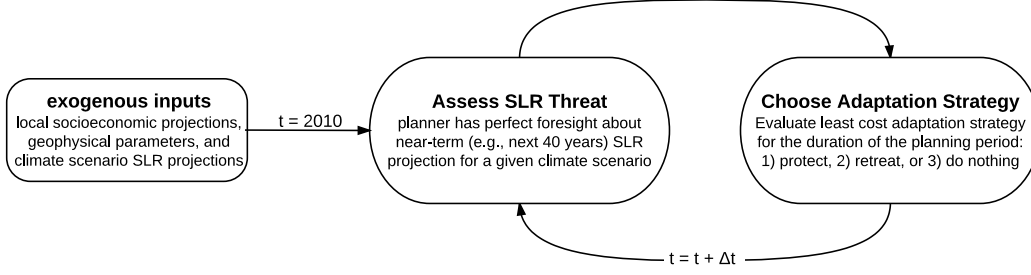 exogenous inputs
local socioeconomic projections,
geophysical parameters, and
climate scenario SLR projections
t = 2010
Assess SLR Threat
planner has perfect foresight about
near-term (e.g., next 40 years) SLR
projection for a given climate scenario
Choose Adaptation Strategy
Evaluate least cost adaptation strategy
for the duration of the planning period:
1) protect, 2) retreat, or 3) do nothing
t = t + Δt